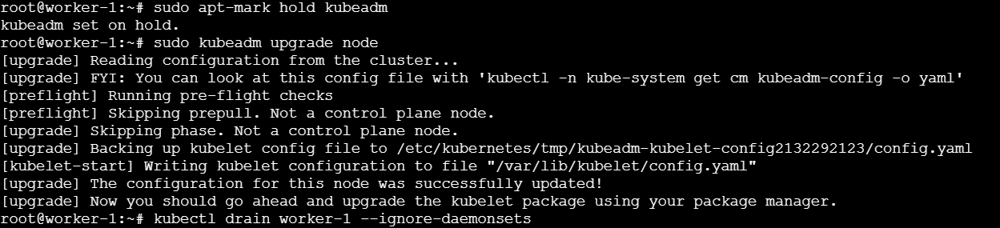 root@worker-1:~# sudo apt-mark hold kubeadm
kubeadm set on hold.
root@worker-1:~# sudo kubeadm upgrade node
[upgrade] Reading configuration from the cluster...
[upgrade] FYI: You can look at this config file with 'kubectl -n kube-system get cm kubeadm-config -o yaml'
[preflight] Running pre-flight checks
[preflight] Skipping prepull. Not a control plane node.
[upgrade] Skipping phase. Not a control plane node.
[upgrade] Backing up kubelet config file to /etc/kubernetes/tmp/kubeadm-kubelet-config2132292123/config.yaml
[kubelet-start] Writing kubelet configuration to file "/var/lib/kubelet/config.yaml"
[upgrade] The configuration for this node was successfully updated!
[upgrade] Now you should go ahead and upgrade the kubelet package using your package manager.
root@worker-1:~# kubectl drain worker-1 --ignore-daemonsets